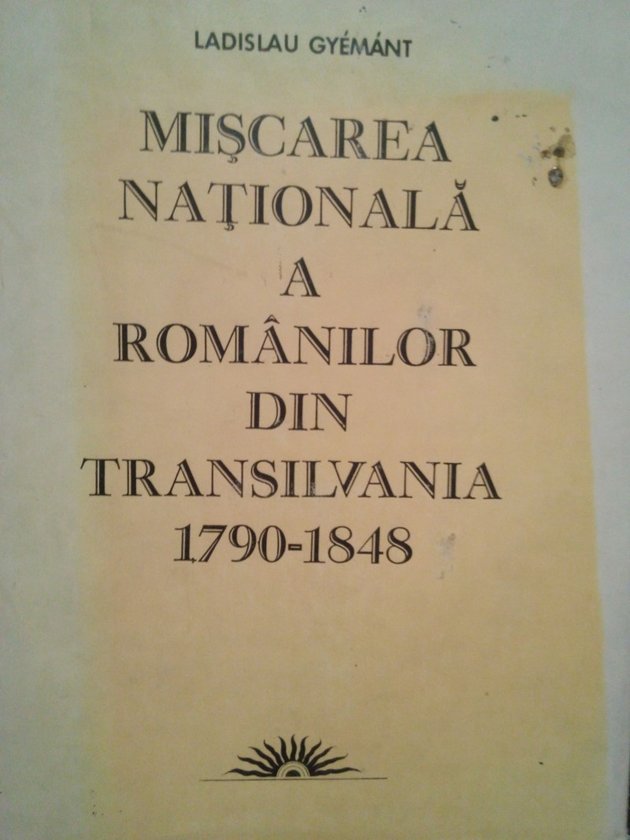 LADISLAU GYÉMÁNT
MIŞCAREA
NAŢIONALĂ
A
ROMÂNILOR
DIN
TRANSILVANIA
1790-1848